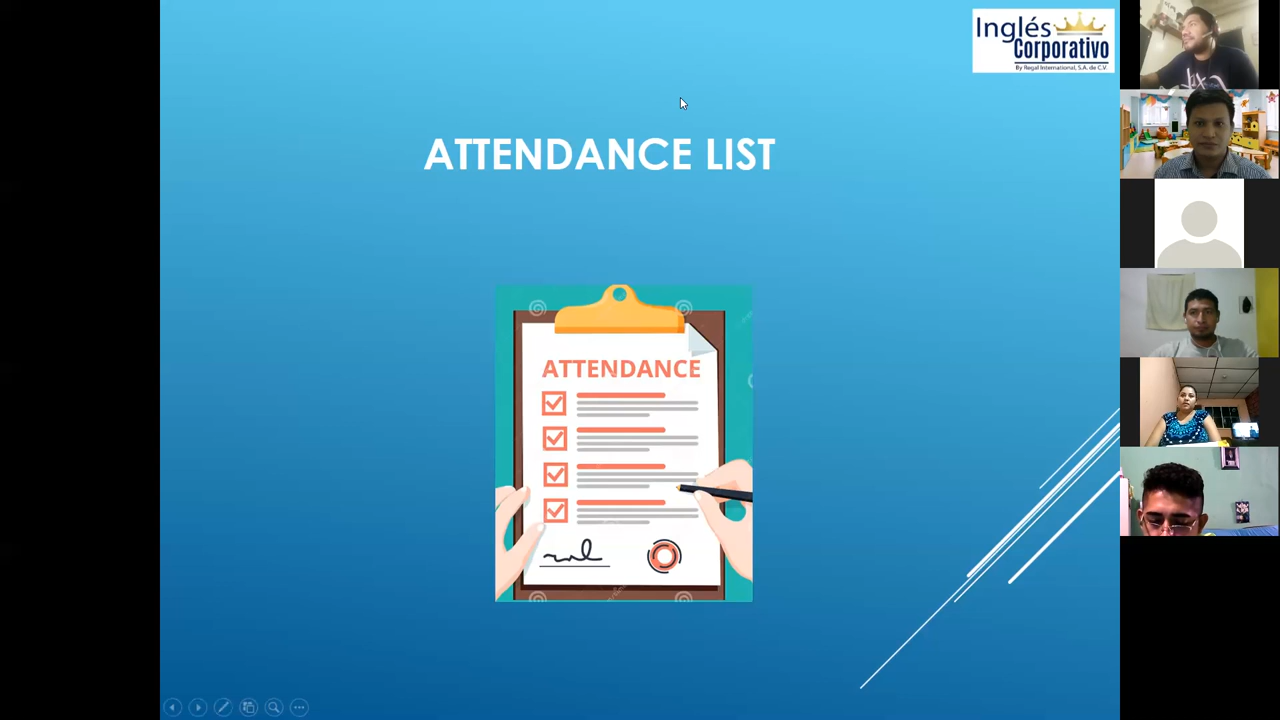 Inglés
Corporativo
By Regal International, S.A. de C.V.
ATTENDANCE LIST
ATTENDANCE